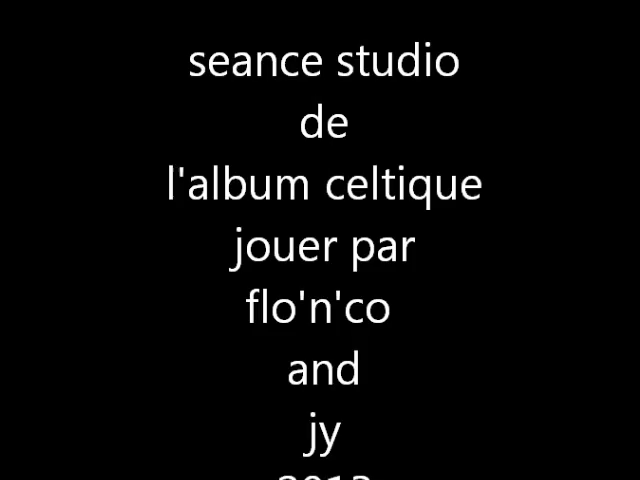 seance studio
de
l'album celtique
jouer par
flo'n'co
and
jy